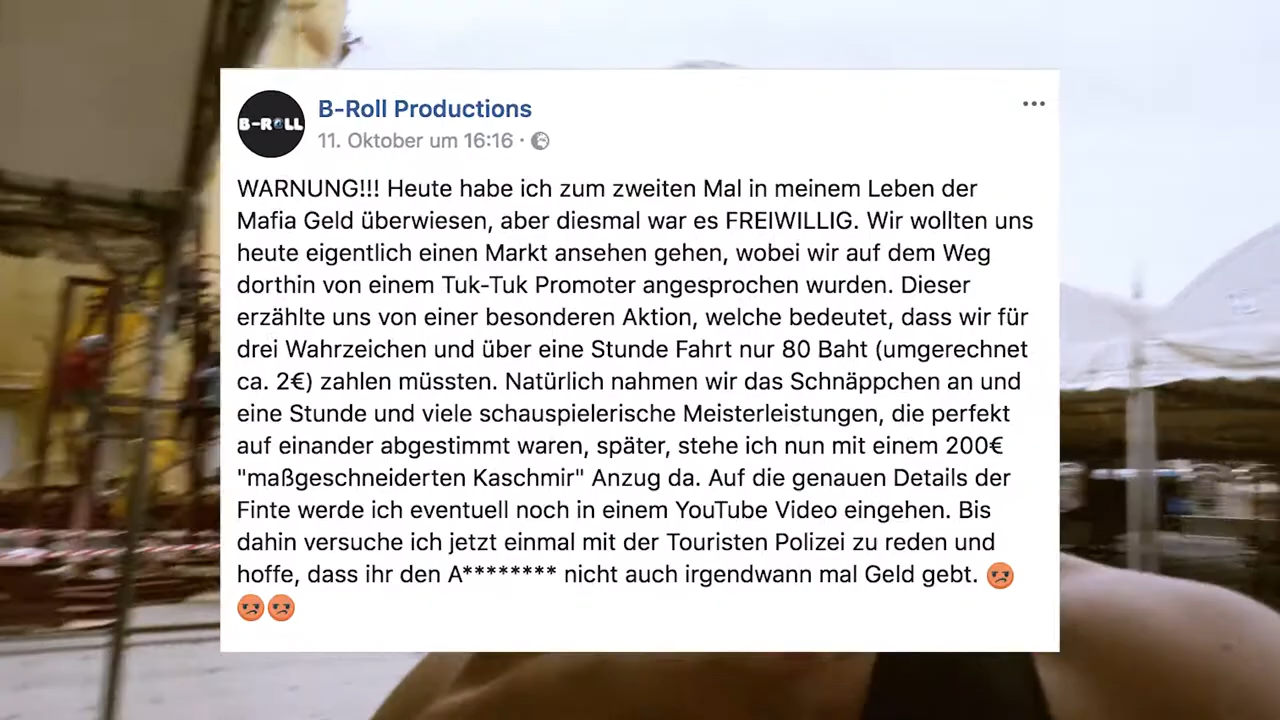 B-ROLL
B-Roll Productions
11. Oktober um 16:16 ·
WARNUNG!!! Heute habe ich zum zweiten Mal in meinem Leben der
Mafia Geld überwiesen, aber diesmal war es FREIWILLIG. Wir wollten uns
heute eigentlich einen Markt ansehen gehen, wobei wir auf dem Weg
dorthin von einem Tuk-Tuk Promoter angesprochen wurden. Dieser
erzählte uns von einer besonderen Aktion, welche bedeutet, dass wir für
drei Wahrzeichen und über eine Stunde Fahrt nur 80 Baht (umgerechnet
ca. 2€) zahlen müssten. Natürlich nahmen wir das Schnäppchen an und
eine Stunde und viele schauspielerische Meisterleistungen, die perfekt
auf einander abgestimmt waren, später, stehe ich nun mit einem 200€
"maßgeschneiderten Kaschmir" Anzug da. Auf die genauen Details der
Finte werde ich eventuell noch in einem YouTube Video eingehen. Bis
dahin versuche ich jetzt einmal mit der Touristen Polizei zu reden und
hoffe, dass ihr den A******** nicht auch irgendwann mal Geld gebt. 😡
😡😡